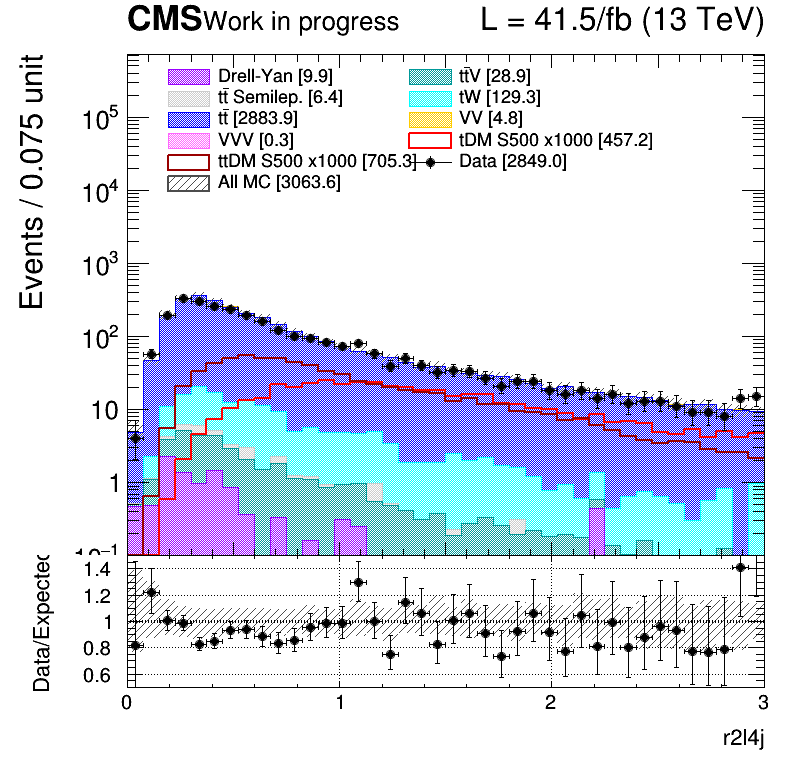 CMS Work in progress L = 41.5/fb (13 TeV)
Drell-Yan [9.9] tt̄V [28.9]
tt̄ Semilep. [6.4] tW [129.3]
tt̄ [2883.9] VV [4.8]
VVV [0.3] tDM S500 x1000 [457.2]
ttDM S500 x1000 [705.3] Data [2849.0]
All MC [3063.6]
Events / 0.075 unit
10⁵
10⁴
10³
10²
10
1
10⁻¹
Data/Expected
1.4
1.2
1
0.8
0.6
0 1 2 3
r2l4j